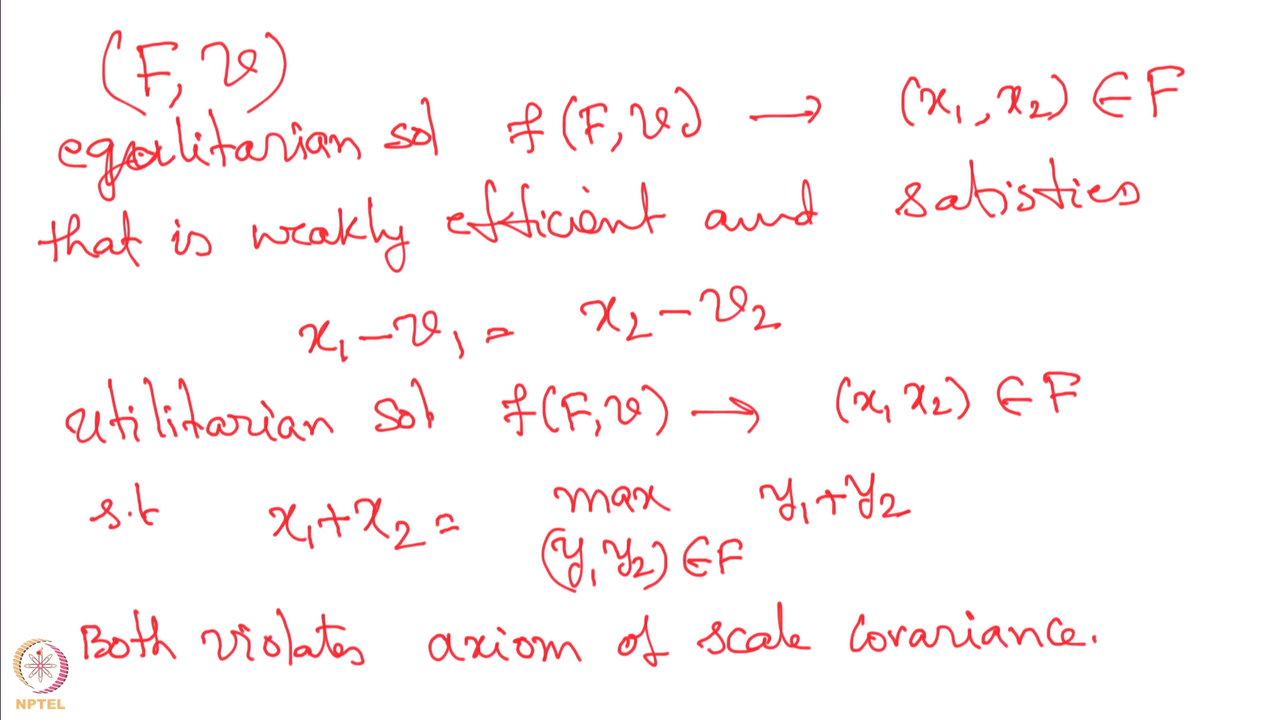 (F, v)
egalitarian sol f(F, v) → (x₁, x₂) ∈ F
that is weakly efficient and satisfies
x₁ - v₁ = x₂ - v₂
utilitarian sol f(F, v) → (x₁ x₂) ∈ F
s.t x₁ + x₂ = max y₁ + y₂
(y₁ y₂) ∈ F
Both violates axiom of scale covariance.
NPTEL